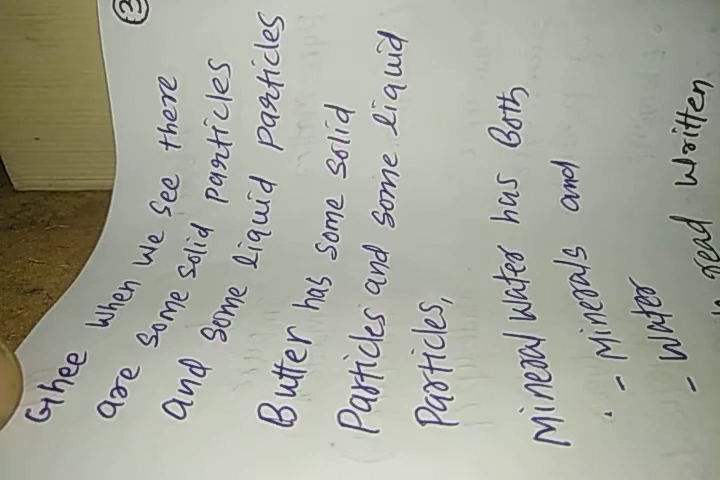 ③
Ghee when we see there
are some solid particles
and some liquid particles
Butter has some solid
Particles and some liquid
Particles,
Mineral water has Both,
- Minerals and
- Water
read written